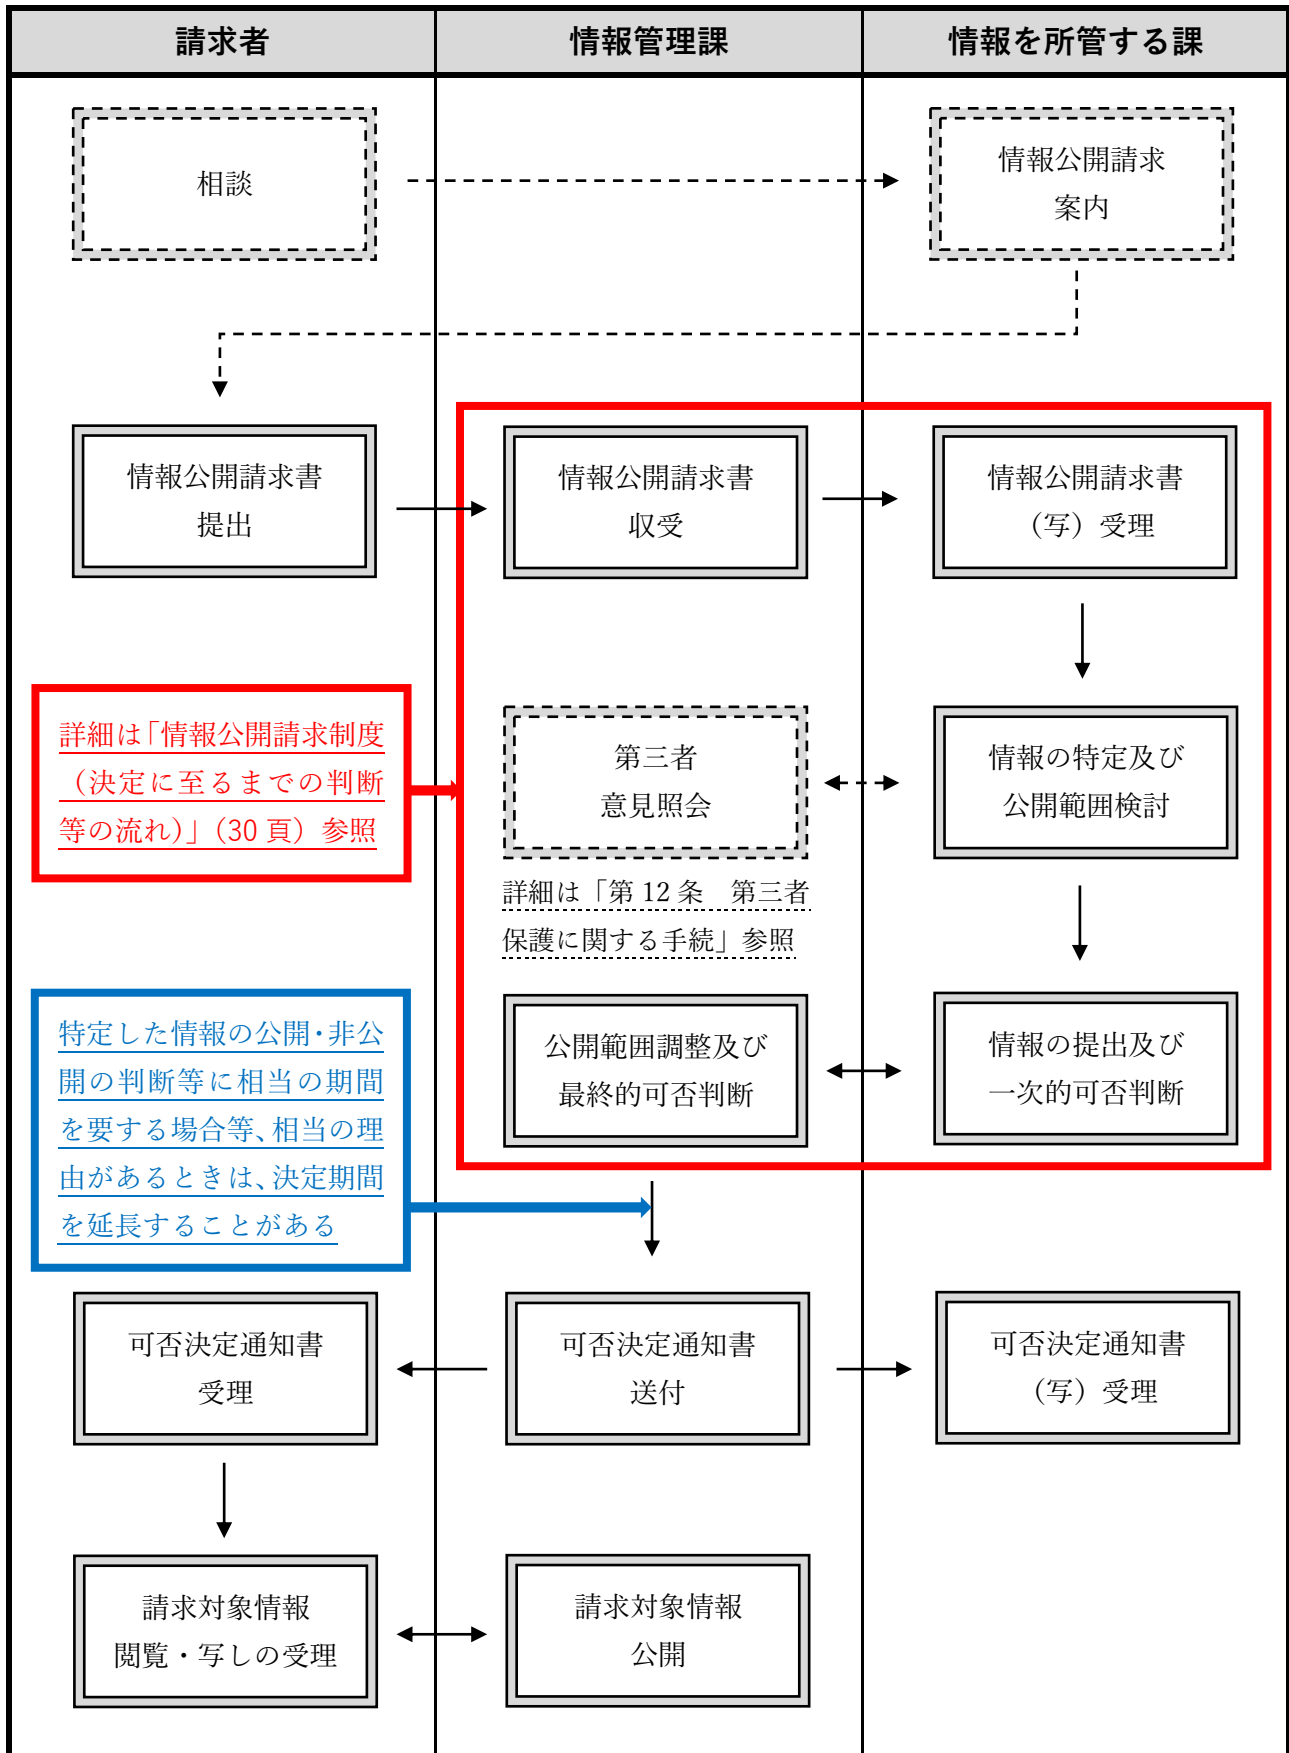 請求者
情報管理課
情報を所管する課
相談
情報公開請求
案内
情報公開請求書
提出
情報公開請求書
収受
情報公開請求書
（写）受理
詳細は「情報公開請求制度
（決定に至るまでの判断
等の流れ）」（30 頁）参照
第三者
意見照会
情報の特定及び
公開範囲検討
詳細は「第 12 条　第三者
保護に関する手続」参照
特定した情報の公開・非公
開の判断等に相当の期間
を要する場合等、相当の理
由があるときは、決定期間
を延長することがある
公開範囲調整及び
最終的可否判断
情報の提出及び
一次的可否判断
可否決定通知書
受理
可否決定通知書
送付
可否決定通知書
（写）受理
請求対象情報
閲覧・写しの受理
請求対象情報
公開